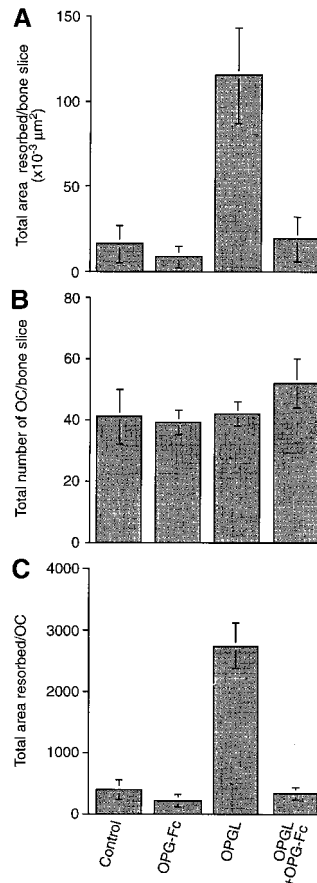 A
Total area resorbed/bone slice
(x10⁻³ µm²)
150
100
50
0
B
Total number of OC/bone slice
80
60
40
20
0
C
Total area resorbed/OC
4000
3000
2000
1000
0
Control
OPG-Fc
OPGL
OPGL
+OPG-Fc